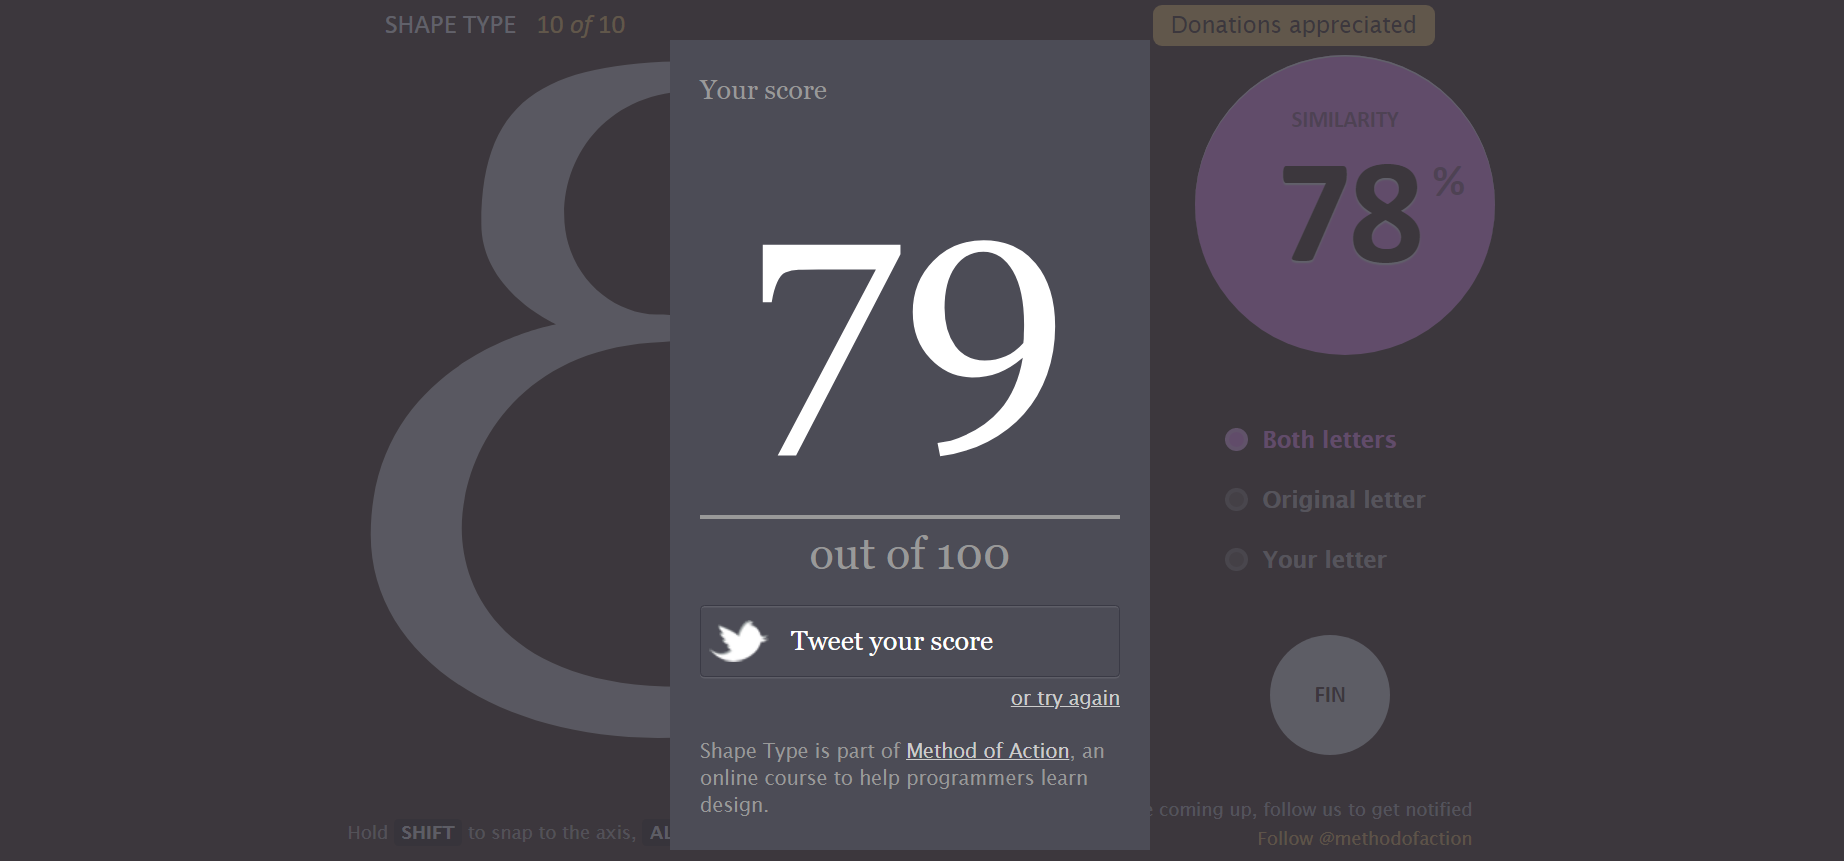 SHAPE TYPE 10 of 10
Donations appreciated
Your score
79
out of 100
Tweet your score
or try again
Shape Type is part of Method of Action, an
online course to help programmers learn
design.
8
SIMILARITY
78 %
Both letters
Original letter
Your letter
FIN
Hold SHIFT to snap to the axis, AL
coming up, follow us to get notified
Follow @methodofaction